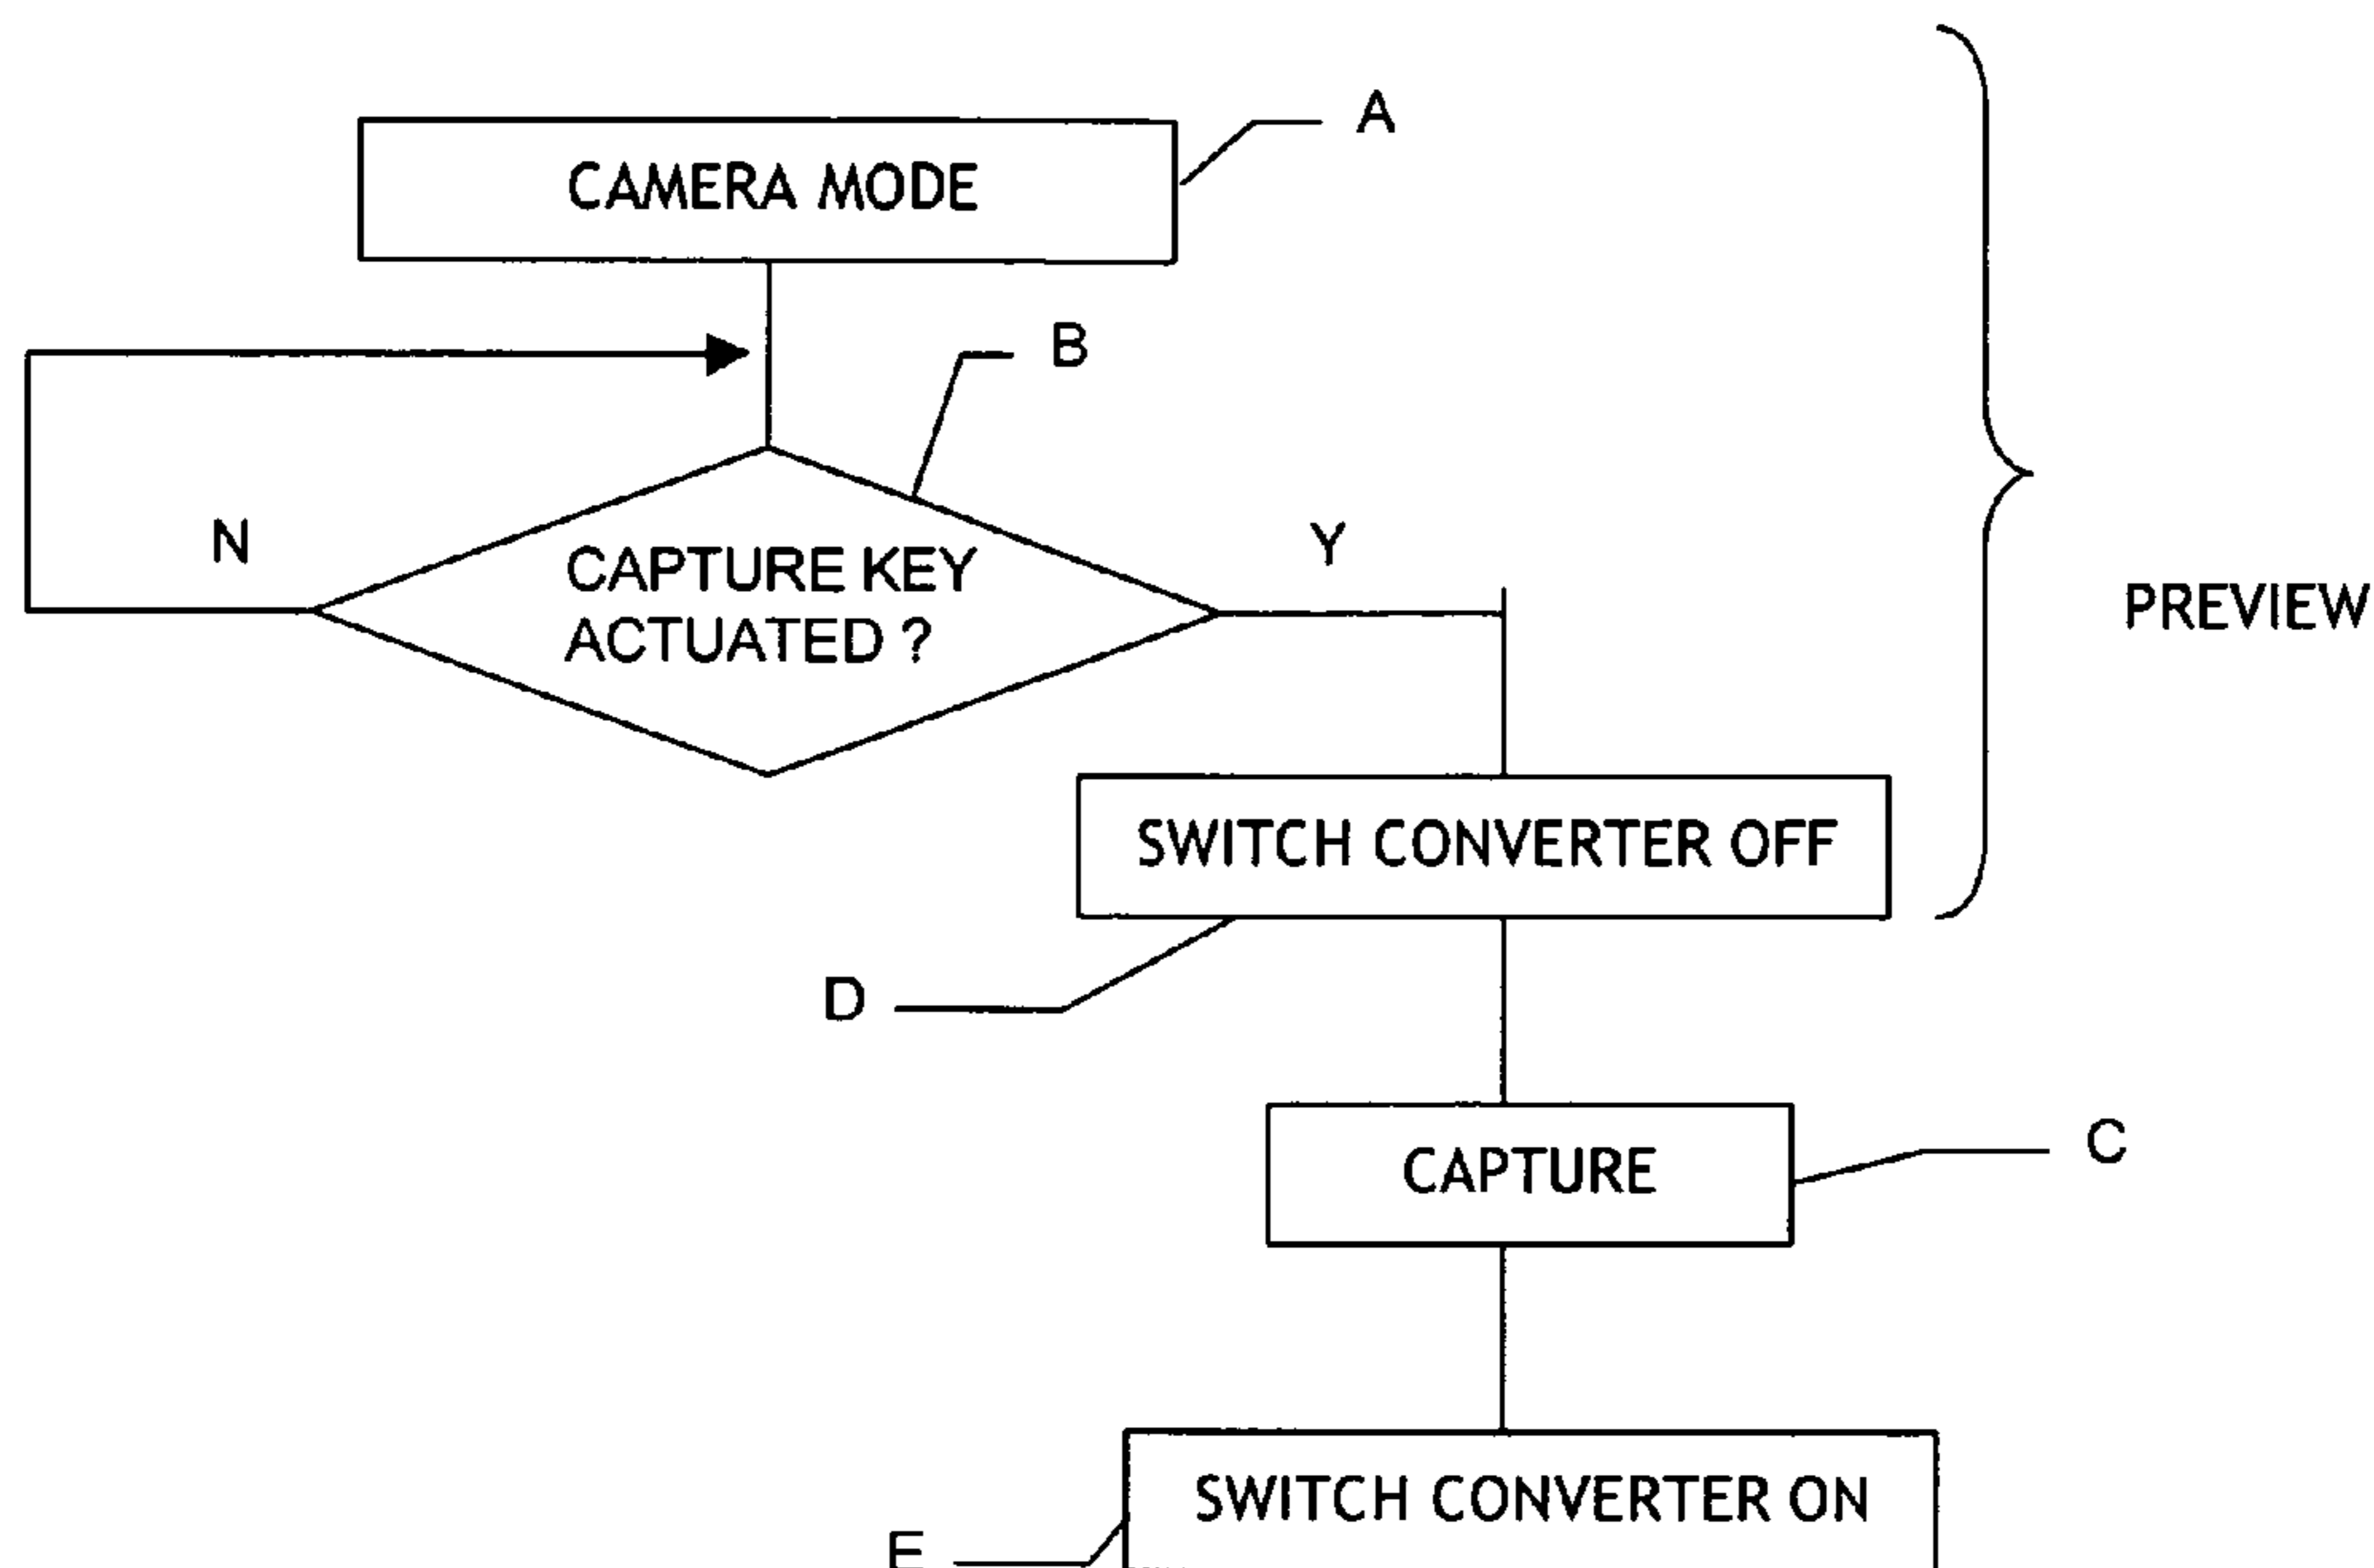 A
CAMERA MODE
B
N
Y
CAPTURE KEY
ACTUATED ?
PREVIEW
SWITCH CONVERTER OFF
D
CAPTURE
C
SWITCH CONVERTER ON
E